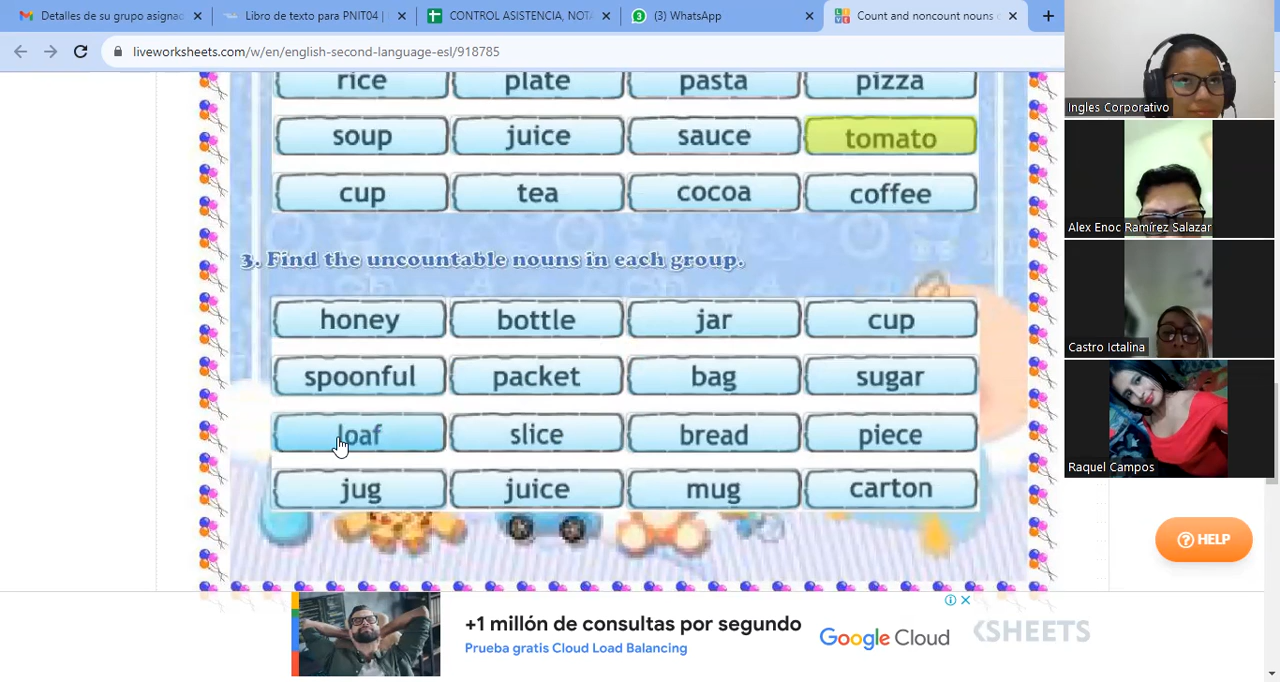 Detalles de su grupo asignad
Libro de texto para PNIT04 |
CONTROL ASISTENCIA, NOTA
(3) WhatsApp
Count and noncount nouns
liveworksheets.com/w/en/english-second-language-esl/918785
rice plate pasta pizza
soup juice sauce tomato
cup tea cocoa coffee
3. Find the uncountable nouns in each group.
honey bottle jar cup
spoonful packet bag sugar
loaf slice bread piece
jug juice mug carton
Ingles Corporativo
Alex Enoc Ramírez Salazar
Castro Ictalina
Raquel Campos
HELP
+1 millón de consultas por segundo
Prueba gratis Cloud Load Balancing
Google Cloud
SHEETS